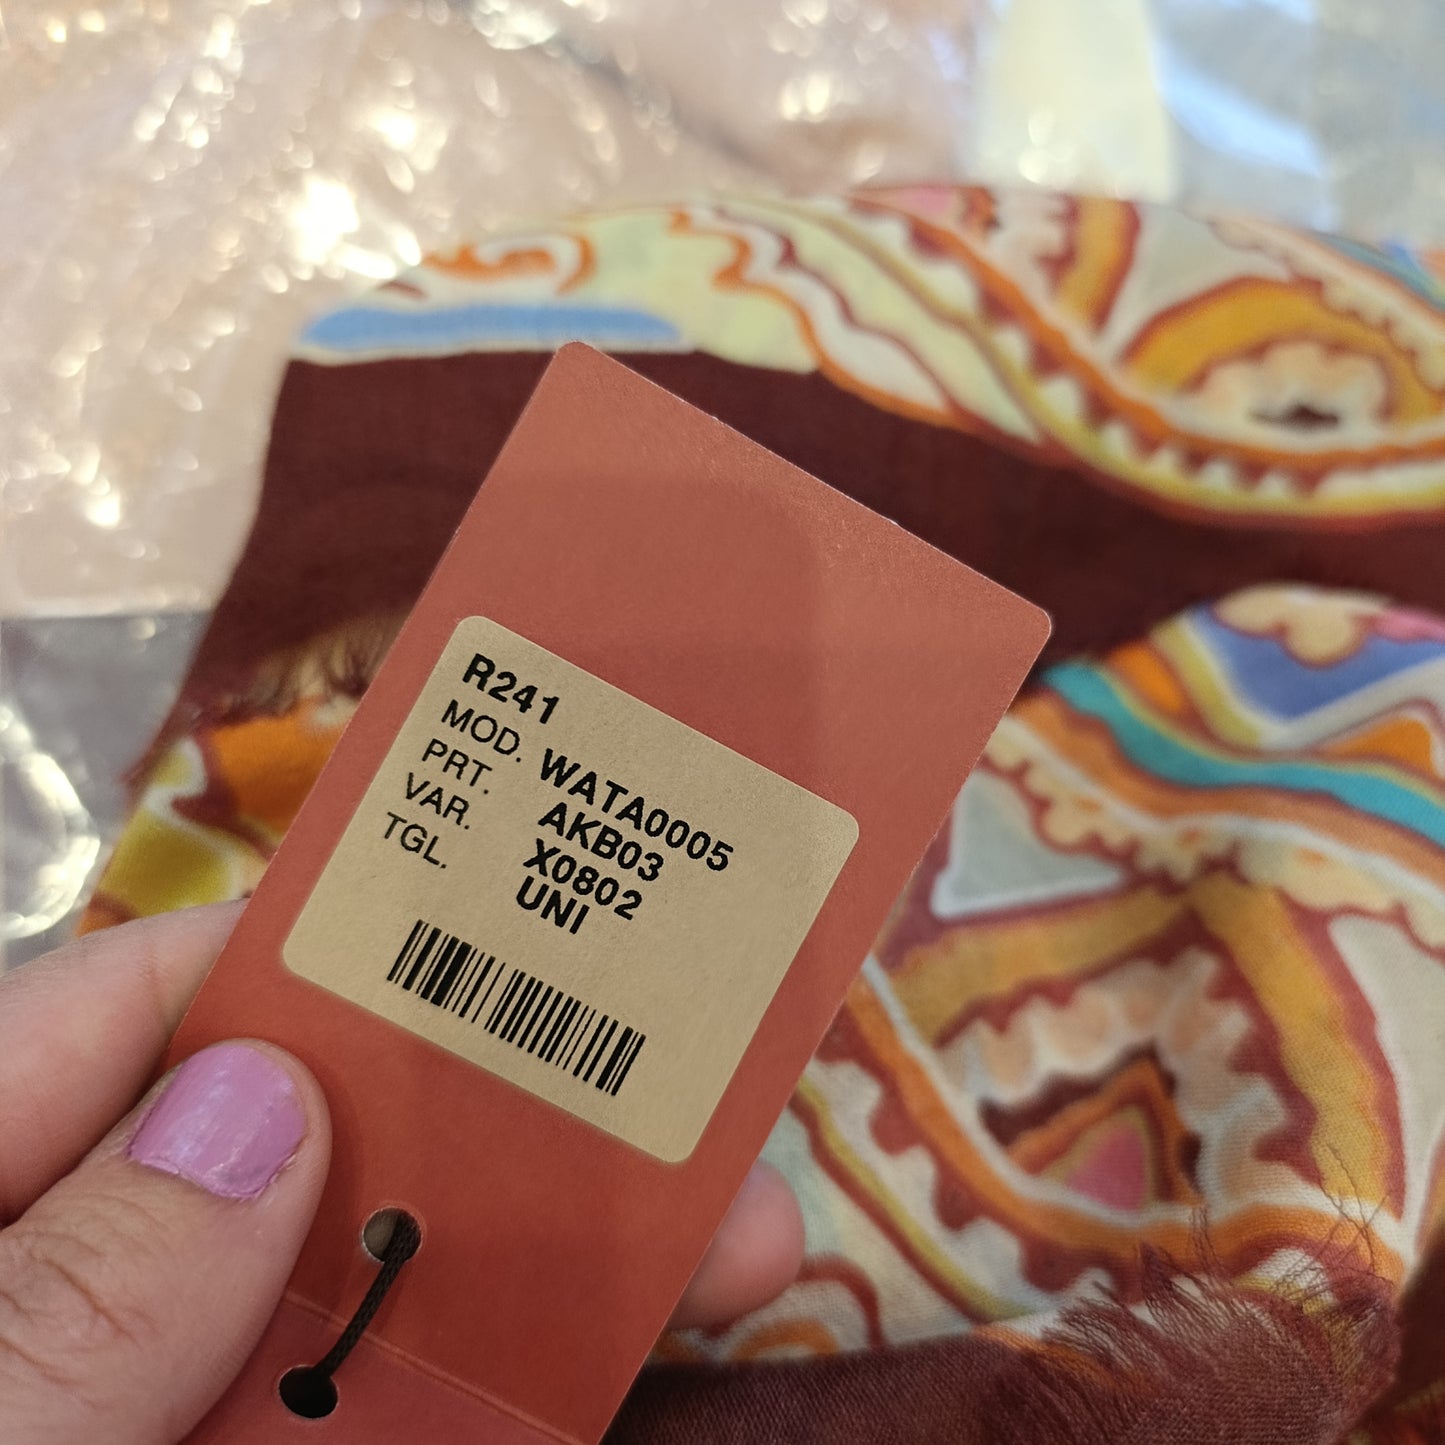 R241
MOD. WATA0005
PRT. AKB03
VAR. X0802
TGL. UNI